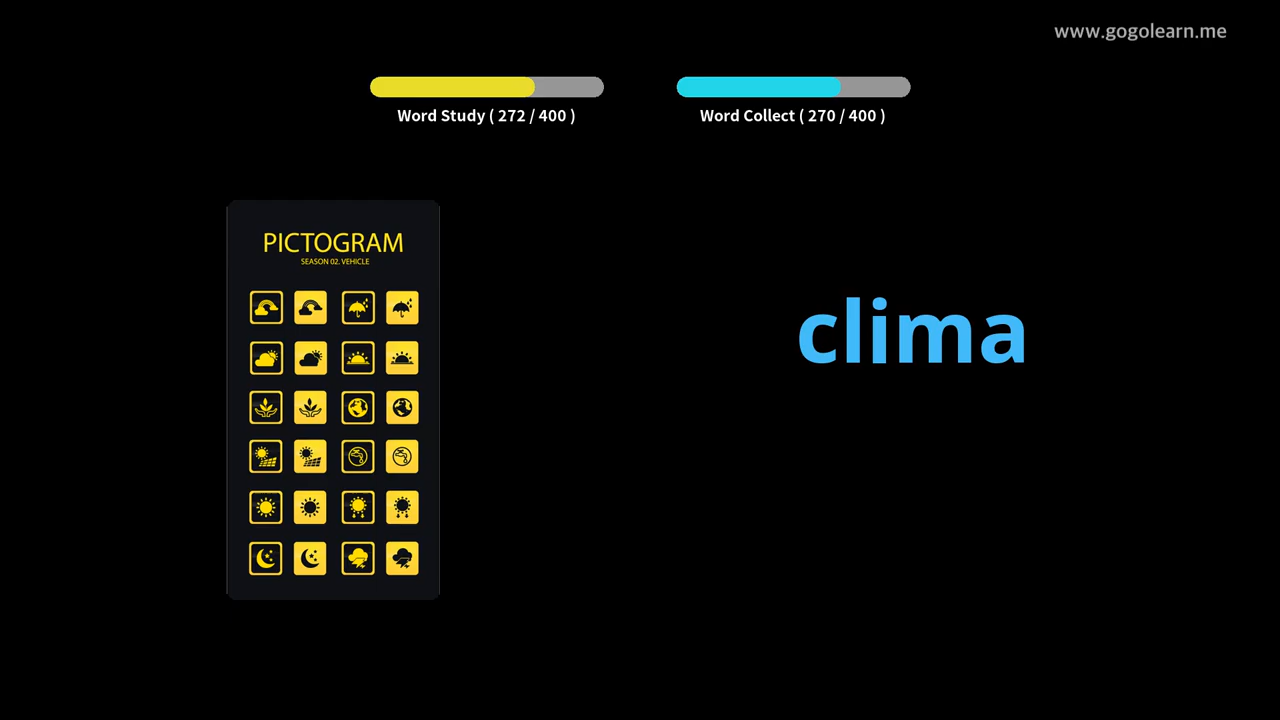 www.gogolearn.me
Word Study ( 272 / 400 )
Word Collect ( 270 / 400 )
PICTOGRAM
SEASON 02. VEHICLE
clima